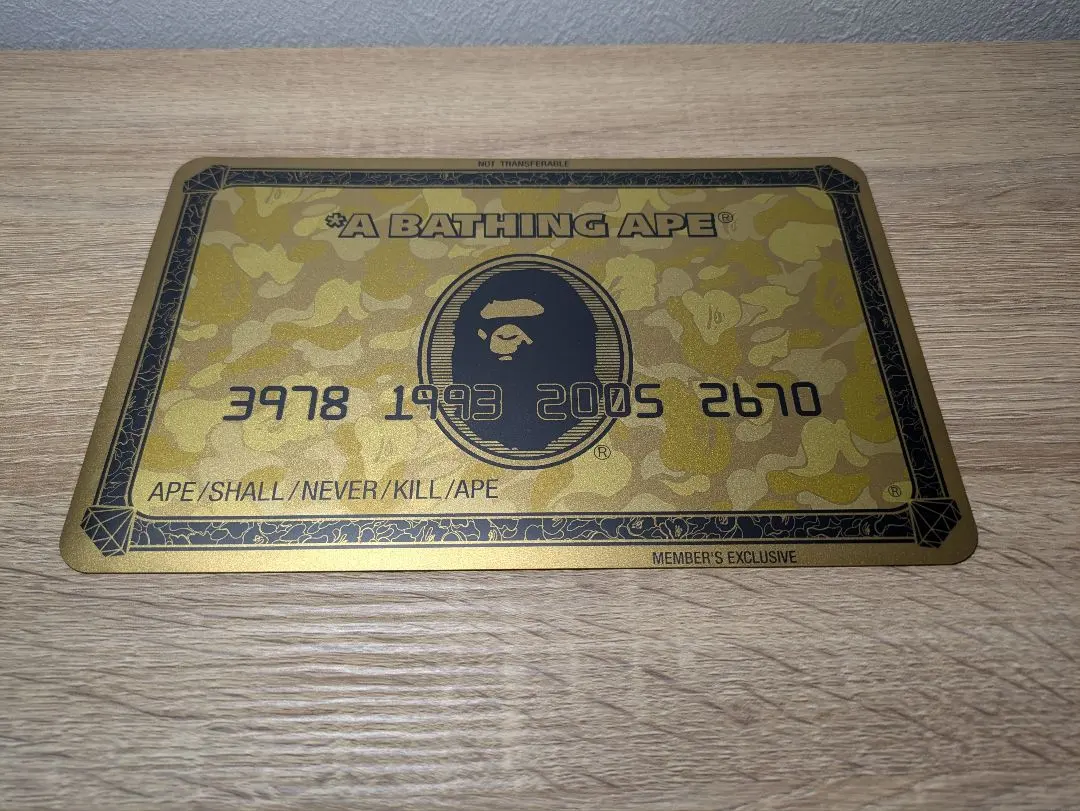 NOT TRANSFERABLE
*A BATHING APE®
3978 1993 2005 2670
®
APE/SHALL/NEVER/KILL/APE
®
MEMBER'S EXCLUSIVE